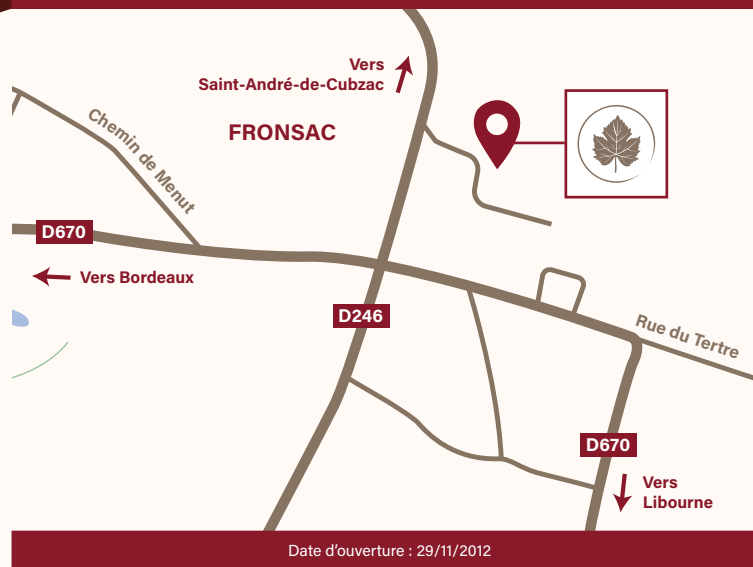 Vers
Saint-André-de-Cubzac
Chemin de Menut
FRONSAC
D670
Vers Bordeaux
D246
Rue du Tertre
D670
Vers
Libourne
Date d'ouverture : 29/11/2012